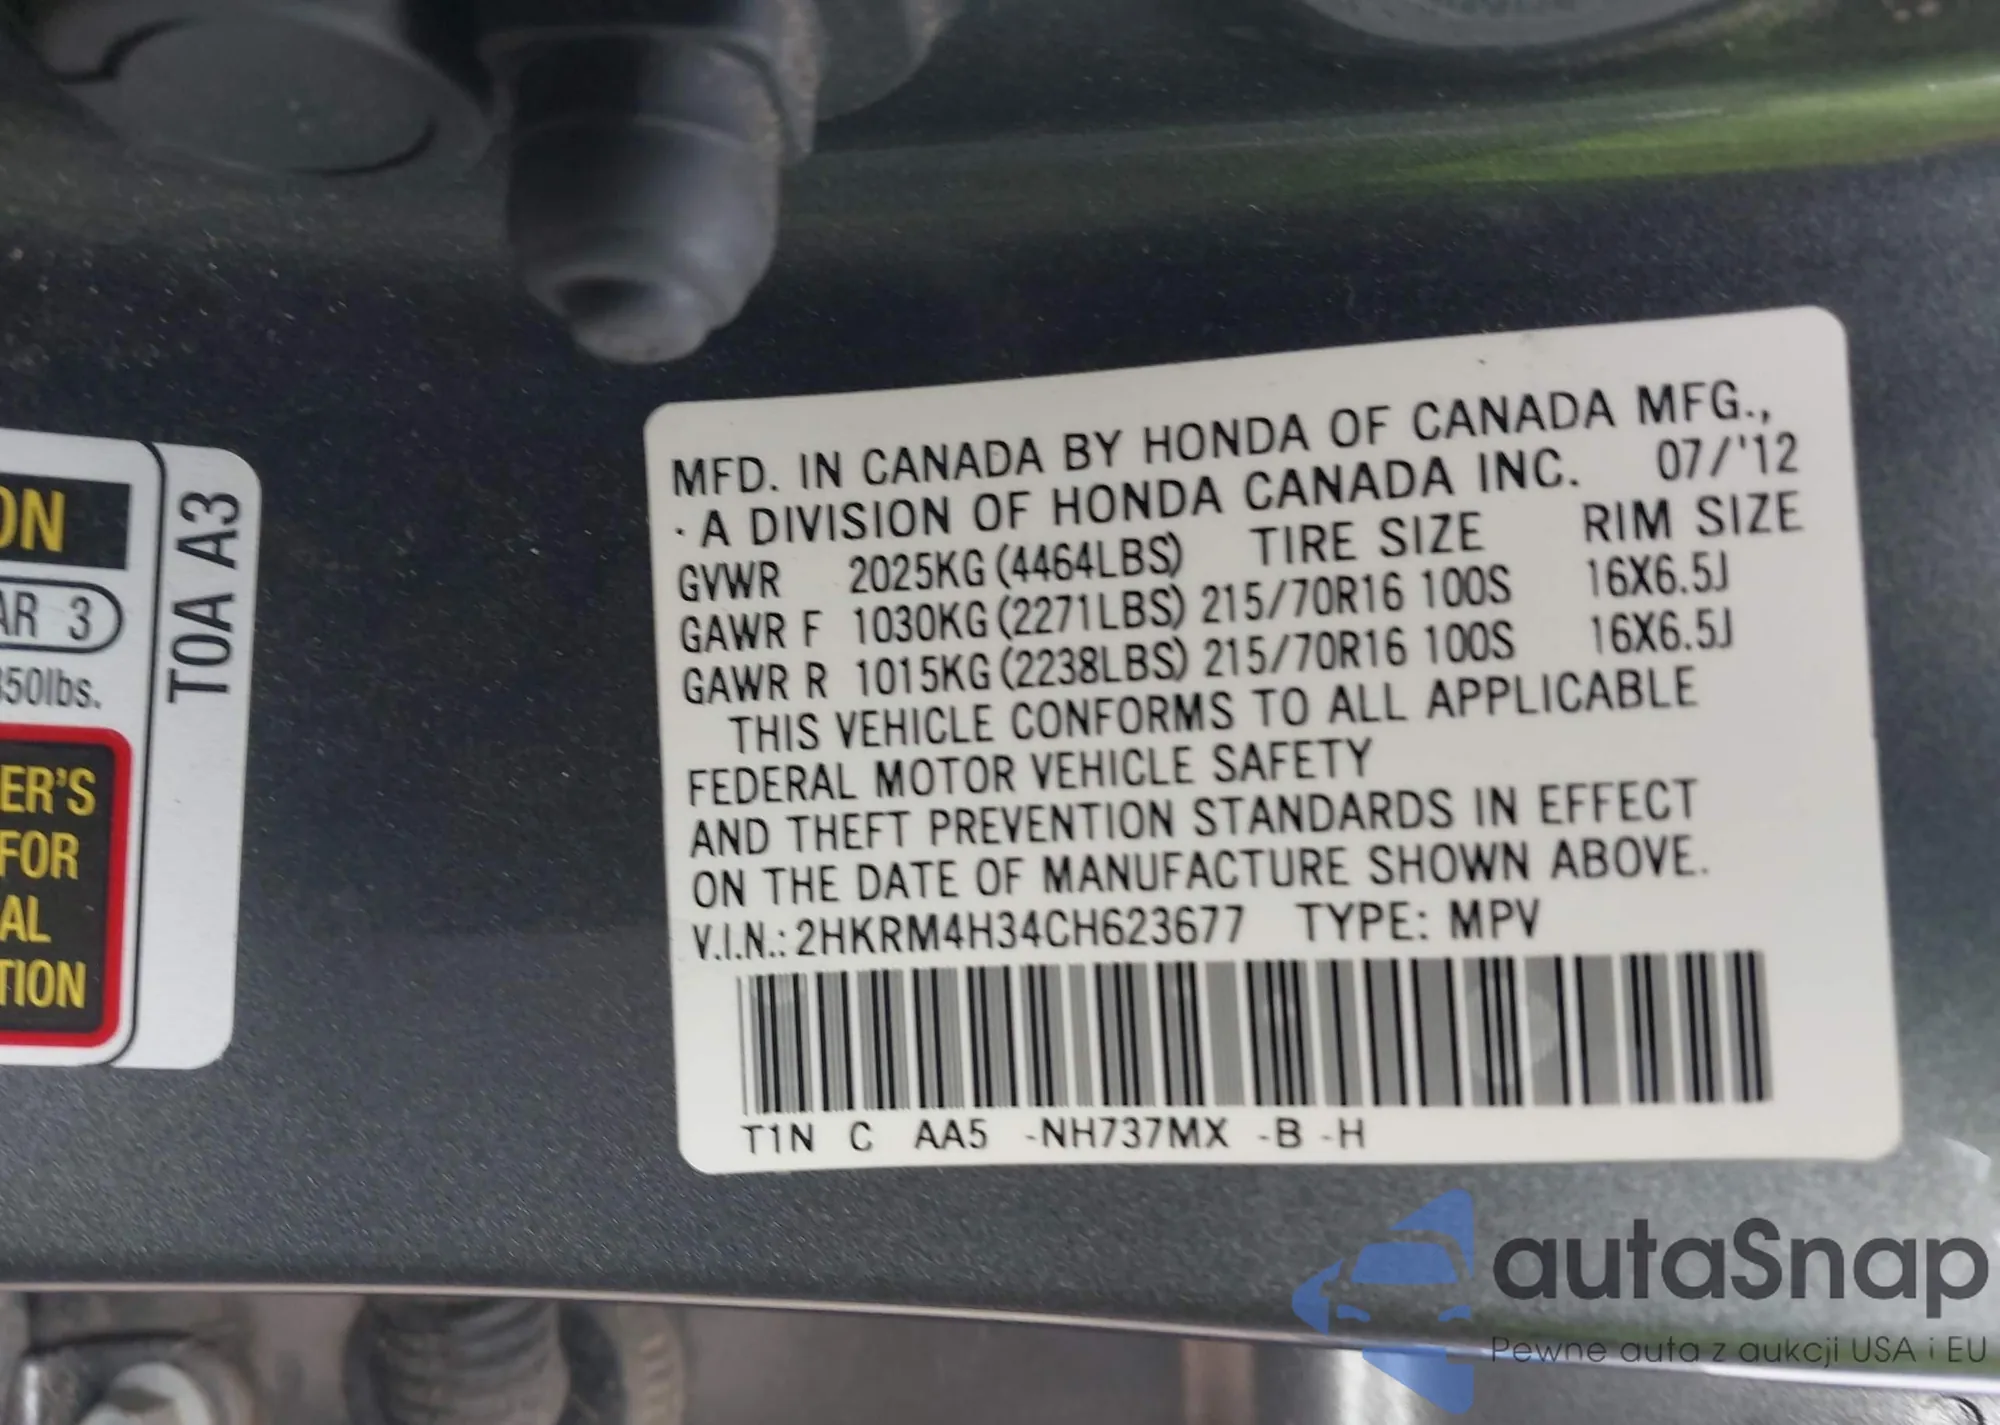 ON
AR 3
350lbs.
ER'S
FOR
AL
TION
T0A A3
MFD. IN CANADA BY HONDA OF CANADA MFG.,
· A DIVISION OF HONDA CANADA INC. 07/'12
GVWR 2025KG (4464LBS) TIRE SIZE RIM SIZE
GAWR F 1030KG (2271LBS) 215/70R16 100S 16X6.5J
GAWR R 1015KG (2238LBS) 215/70R16 100S 16X6.5J
THIS VEHICLE CONFORMS TO ALL APPLICABLE
FEDERAL MOTOR VEHICLE SAFETY
AND THEFT PREVENTION STANDARDS IN EFFECT
ON THE DATE OF MANUFACTURE SHOWN ABOVE.
V.I.N.: 2HKRM4H34CH623677 TYPE: MPV
T1N C AA5 -NH737MX -B -H
autaSnap
Pewne auta z aukcji USA i EU